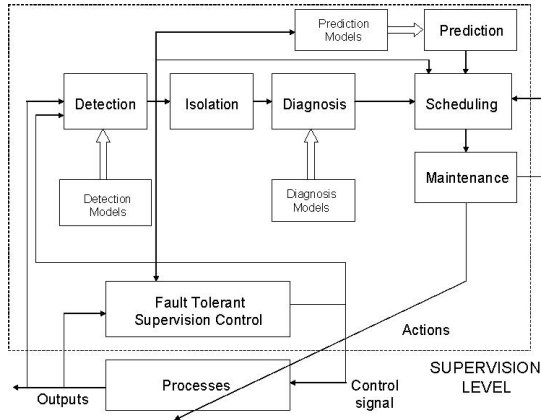 Prediction
Models
Prediction
Detection
Isolation
Diagnosis
Scheduling
Detection
Models
Diagnosis
Models
Maintenance
Fault Tolerant
Supervision Control
Actions
Processes
Outputs
Control
signal
SUPERVISION
LEVEL